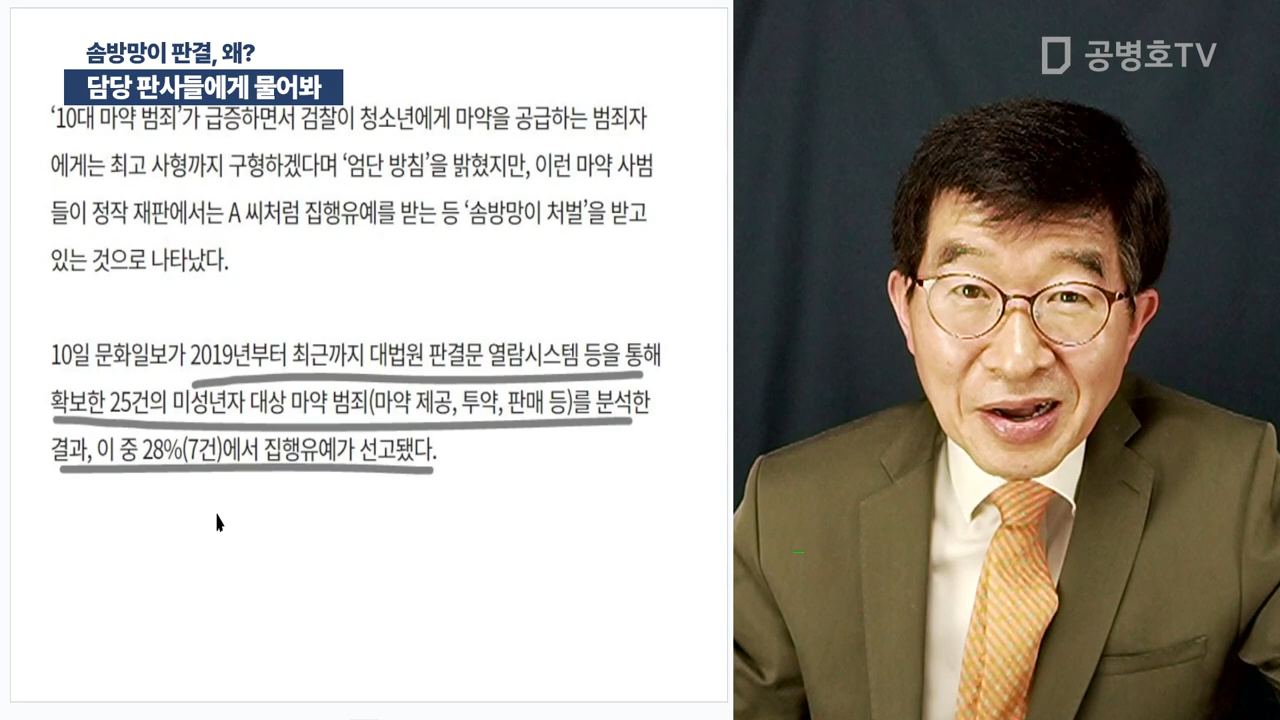 솜방망이 판결, 왜?
담당 판사들에게 물어봐
공병호TV
‘10대 마약 범죄’가 급증하면서 검찰이 청소년에게 마약을 공급하는 범죄자
에게는 최고 사형까지 구형하겠다며 ‘엄단 방침’을 밝혔지만, 이런 마약 사범
들이 정작 재판에서는 A 씨처럼 집행유예를 받는 등 ‘솜방망이 처벌’을 받고
있는 것으로 나타났다.
10일 문화일보가 2019년부터 최근까지 대법원 판결문 열람시스템 등을 통해
확보한 25건의 미성년자 대상 마약 범죄(마약 제공, 투약, 판매 등)를 분석한
결과, 이 중 28%(7건)에서 집행유예가 선고됐다.